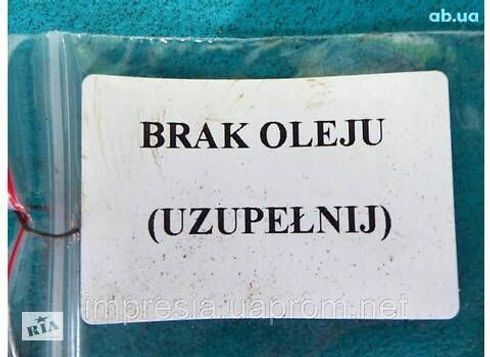 ab.ua
BRAK OLEJU
(UZUPEŁNIJ)
impresia.uaprom.net
RIA